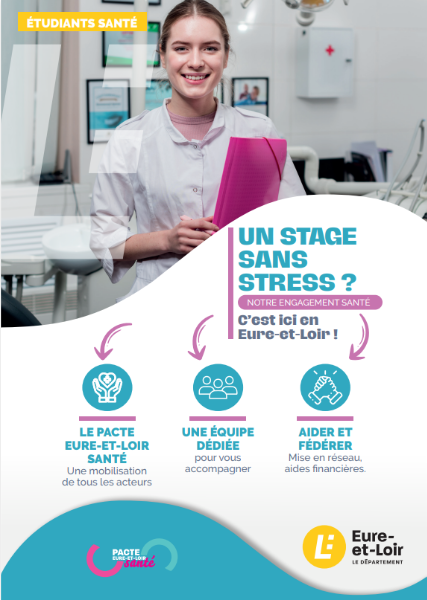 ÉTUDIANTS SANTÉ
UN STAGE
SANS
STRESS ?
NOTRE ENGAGEMENT SANTÉ
C'est ici en
Eure-et-Loir !
LE PACTE
EURE-ET-LOIR
SANTÉ
Une mobilisation
de tous les acteurs
UNE ÉQUIPE
DÉDIÉE
pour vous
accompagner
AIDER ET
FÉDÉRER
Mise en réseau,
aides financières.
PACTE
EURE-ET-LOIR
santé
Eure-
et-Loir
LE DÉPARTEMENT